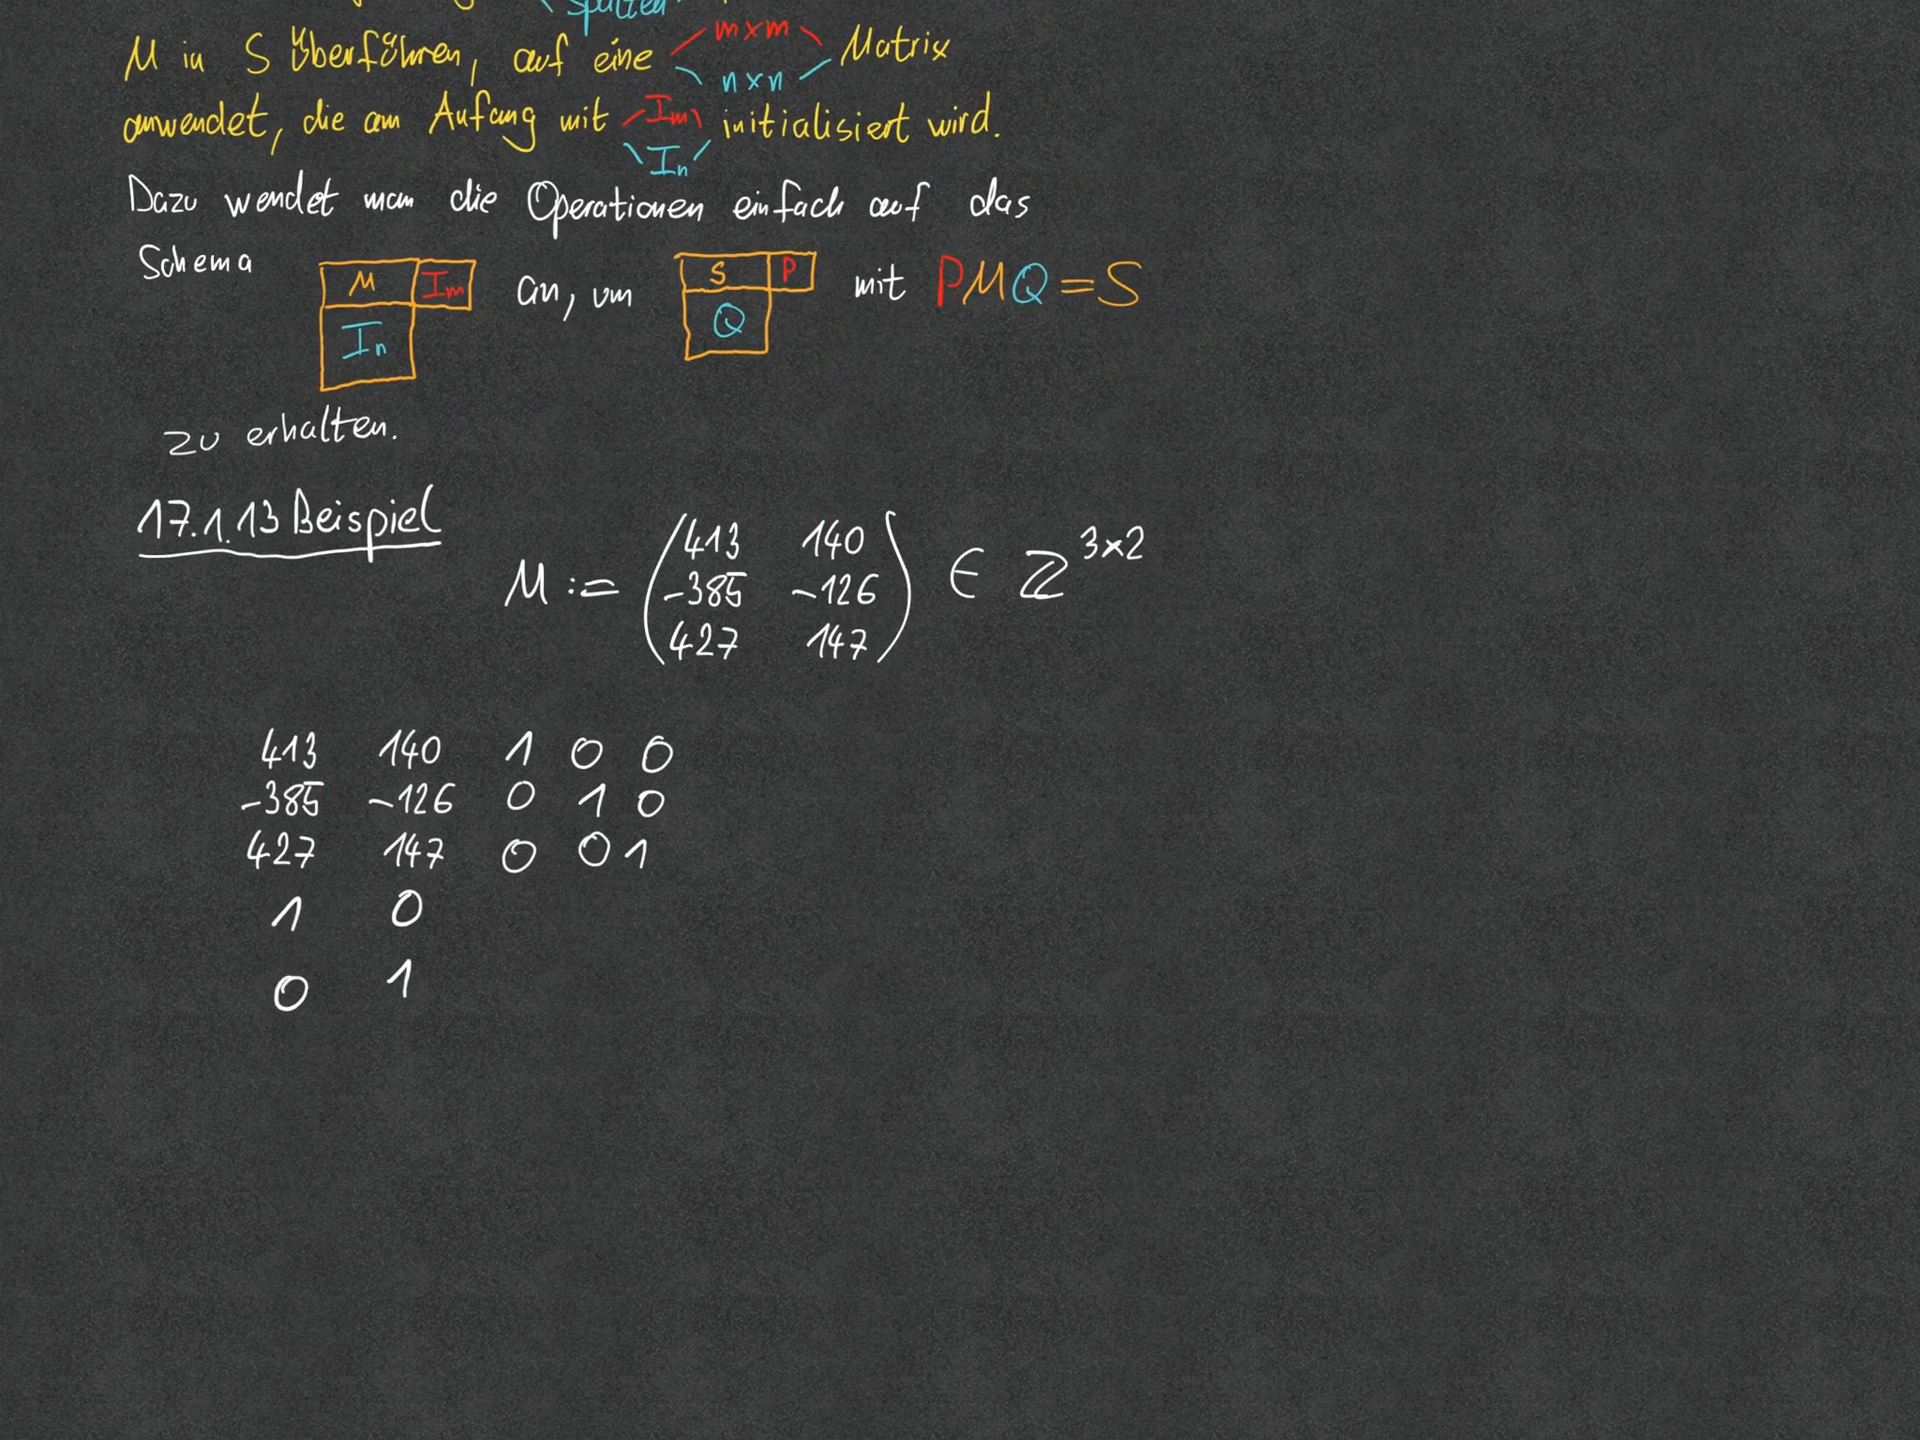 Spalten
M in S überführen, auf eine m×m n×n Matrix
anwendet, die am Anfang mit Im In initialisiert wird.
Dazu wendet man die Operationen einfach auf das
Schema M Im In an, um S P Q mit PMQ = S
zu erhalten.
17.1.13 Beispiel
M := ( 413 140
-385 -126
427 147 ) ∈ ℤ^3×2
413 140 1 0 0
-385 -126 0 1 0
427 147 0 0 1
1 0
0 1